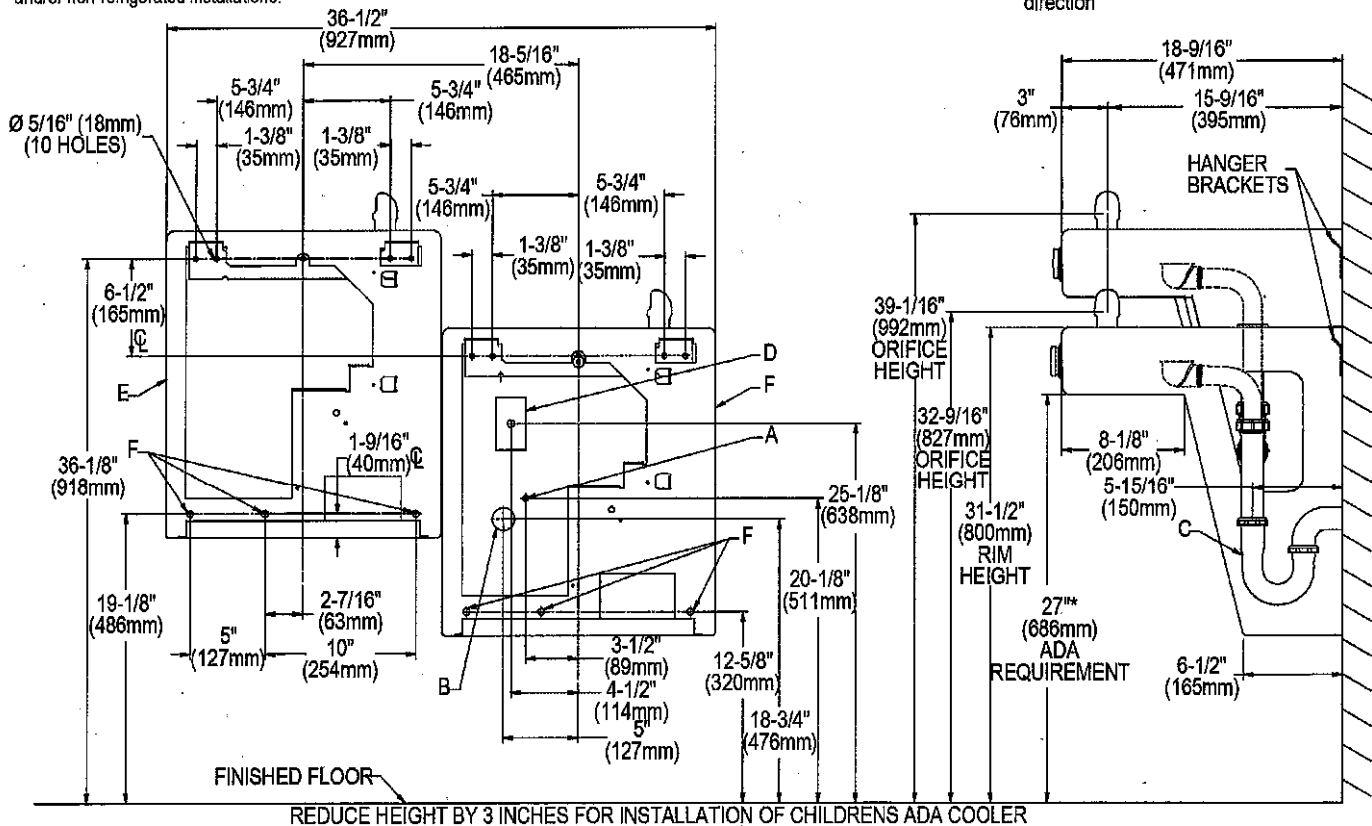 and/or non-refrigerated installations.
direction
36-1/2"
(927mm)
18-5/16"
(465mm)
5-3/4"
(146mm)
5-3/4"
(146mm)
Ø 5/16" (18mm)
(10 HOLES)
1-3/8"
(35mm)
1-3/8"
(35mm)
5-3/4"
(146mm)
5-3/4"
(146mm)
1-3/8"
(35mm)
1-3/8"
(35mm)
6-1/2"
(165mm)
℄
E
D
F
A
F
1-9/16"
(40mm)
℄
36-1/8"
(918mm)
25-1/8"
(638mm)
F
20-1/8"
(511mm)
19-1/8"
(486mm)
2-7/16"
(63mm)
5"
(127mm)
10"
(254mm)
B
3-1/2"
(89mm)
4-1/2"
(114mm)
5"
(127mm)
12-5/8"
(320mm)
18-3/4"
(476mm)
FINISHED FLOOR
18-9/16"
(471mm)
3"
(76mm)
15-9/16"
(395mm)
HANGER
BRACKETS
39-1/16"
(992mm)
ORIFICE
HEIGHT
32-9/16"
(827mm)
ORIFICE
HEIGHT
8-1/8"
(206mm)
5-15/16"
(150mm)
31-1/2"
(800mm)
RIM
HEIGHT
C
27"*
(686mm)
ADA
REQUIREMENT
6-1/2"
(165mm)
REDUCE HEIGHT BY 3 INCHES FOR INSTALLATION OF CHILDRENS ADA COOLER